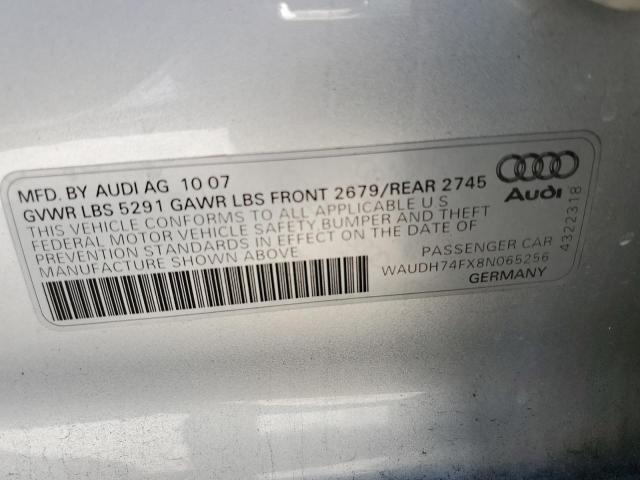 MFD. BY AUDI AG 10 07
GVWR LBS 5291 GAWR LBS FRONT 2679/REAR 2745
THIS VEHICLE CONFORMS TO ALL APPLICABLE U S
FEDERAL MOTOR VEHICLE SAFETY,BUMPER AND THEFT
PREVENTION STANDARDS IN EFFECT ON THE DATE OF
MANUFACTURE SHOWN ABOVE
PASSENGER CAR
WAUDH74FX8N065256
GERMANY
Audi
4322318